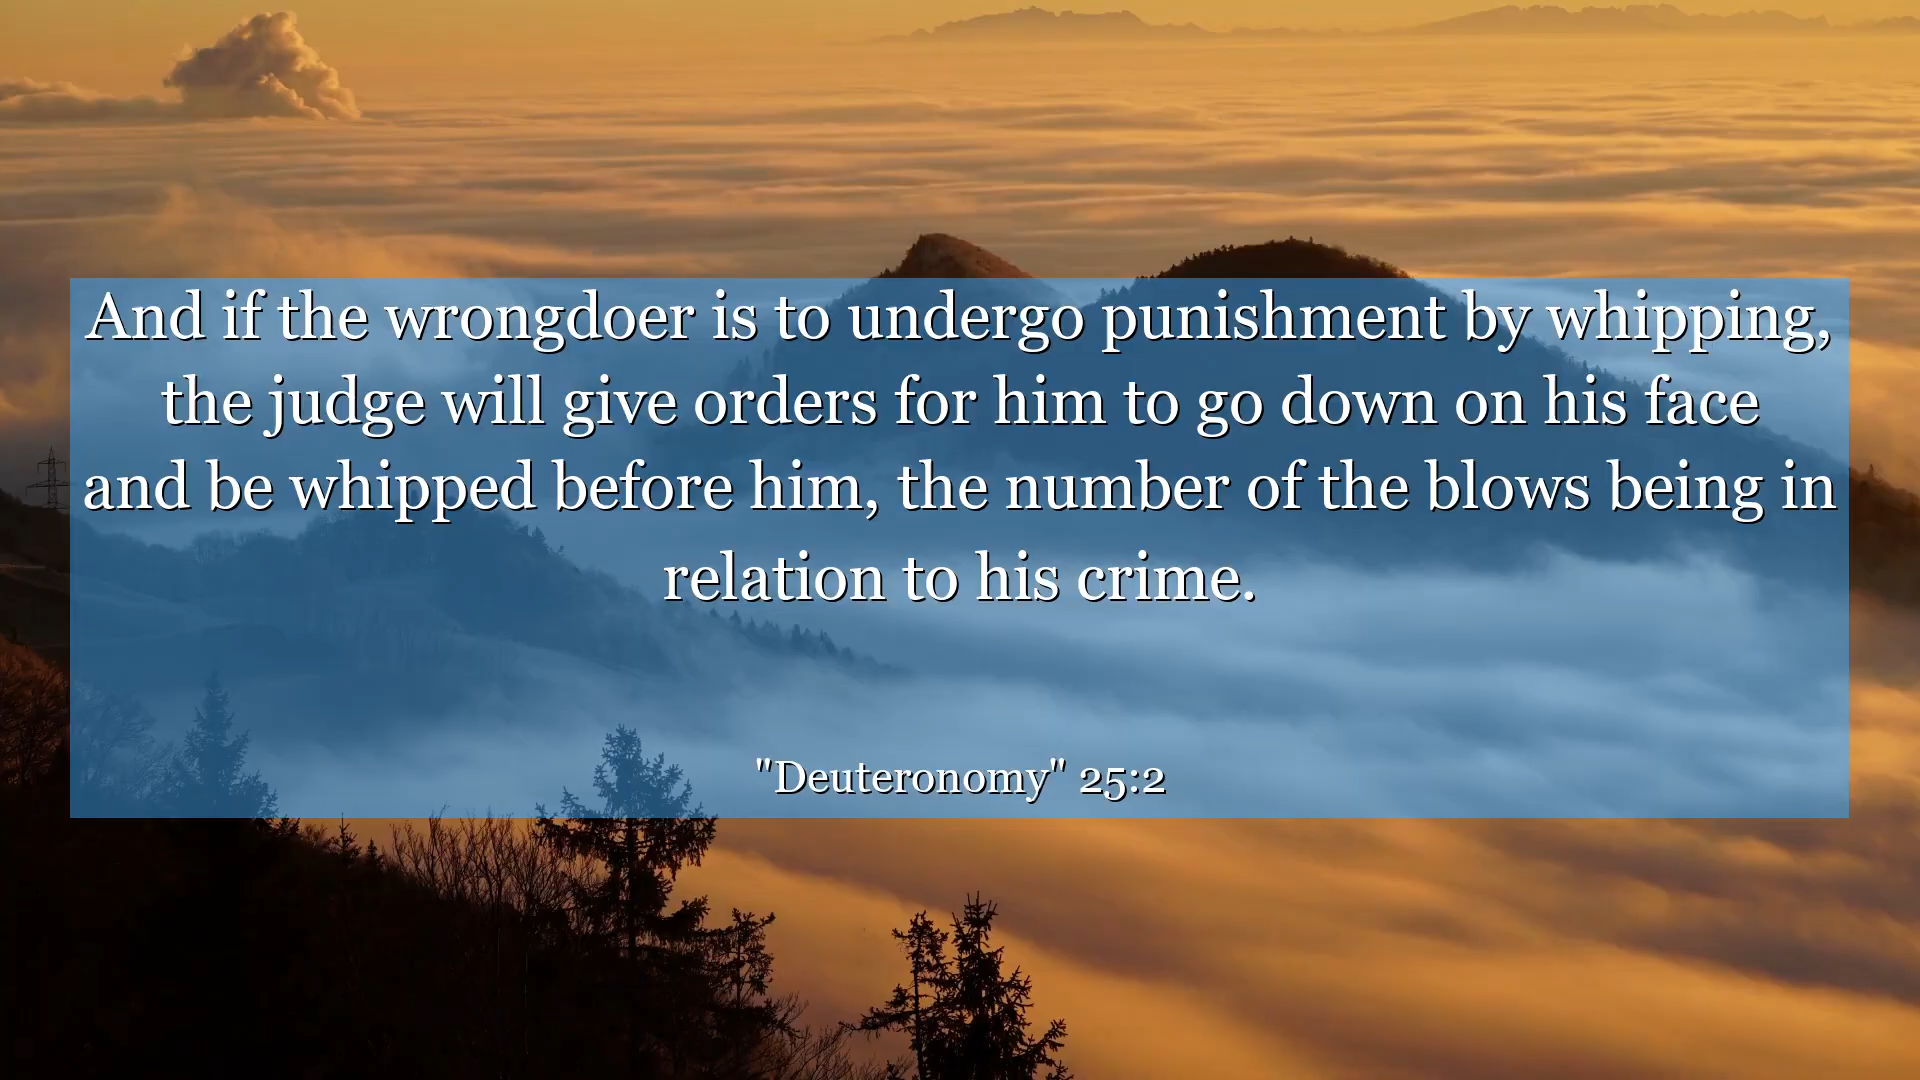 And if the wrongdoer is to undergo punishment by whipping,
the judge will give orders for him to go down on his face
and be whipped before him, the number of the blows being in
relation to his crime.
"Deuteronomy" 25:2